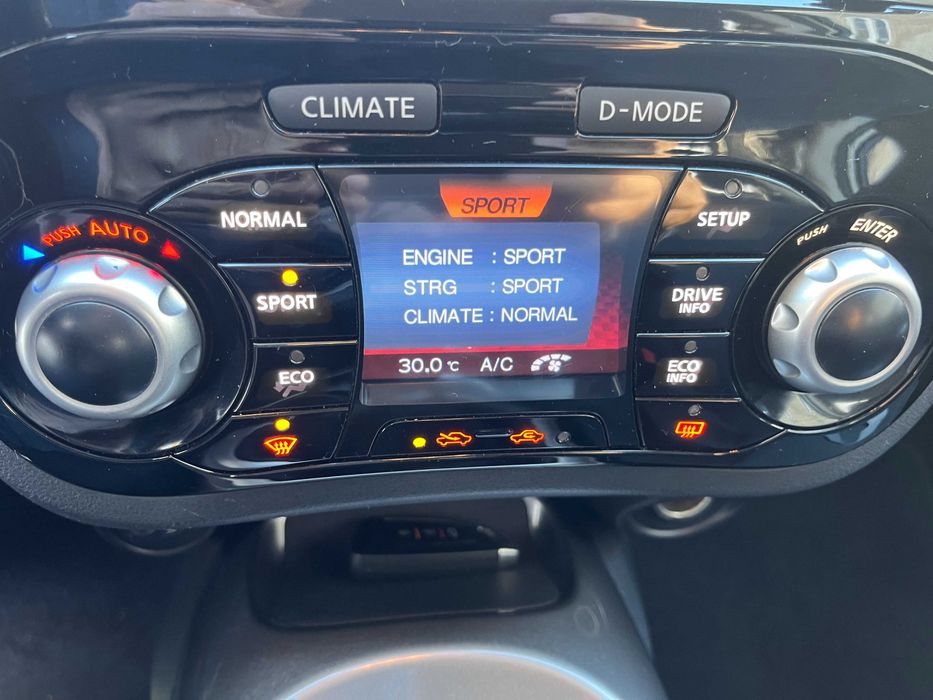 CLIMATE
D-MODE
PUSH AUTO
NORMAL
SPORT
ECO
SPORT
ENGINE : SPORT
STRG : SPORT
CLIMATE : NORMAL
30.0 °C A/C
SETUP
DRIVE
INFO
ECO
INFO
PUSH ENTER